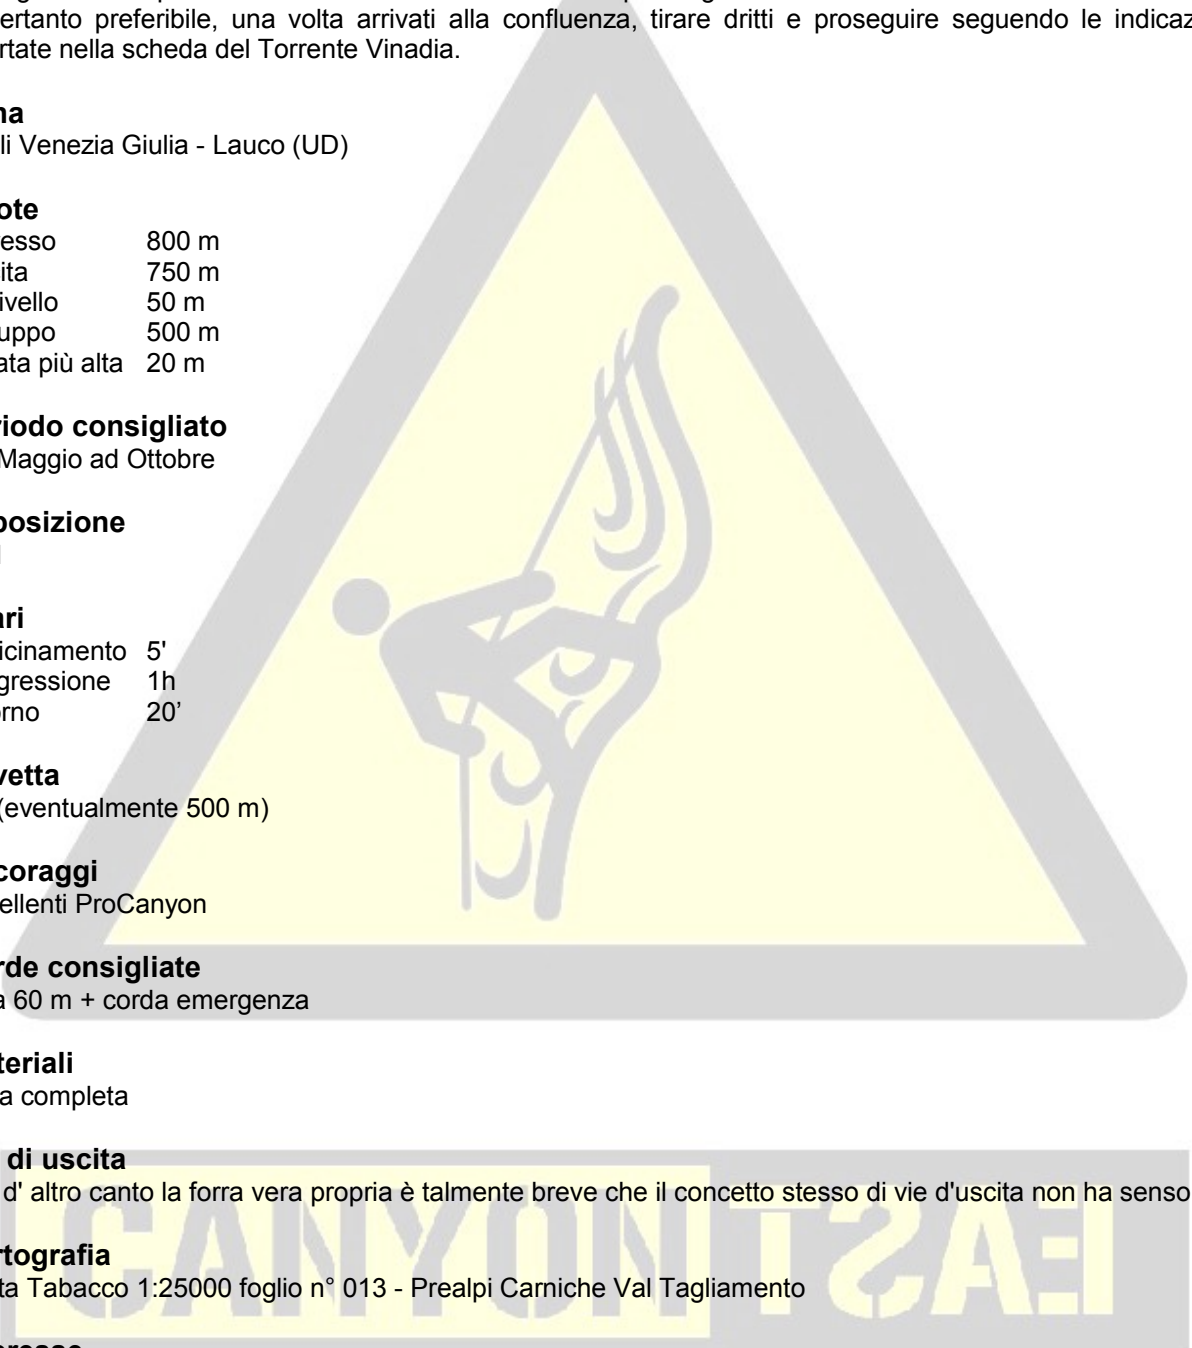 ertanto preferibile, una volta arrivati alla confluenza, tirare dritti e proseguire seguendo le indicaz
rtate nella scheda del Torrente Vinadia.
na
li Venezia Giulia - Lauco (UD)
ote
esso 800 m
ita 750 m
ivello 50 m
uppo 500 m
ata più alta 20 m
riodo consigliato
Maggio ad Ottobre
posizione
ri
icinamento 5'
gressione 1h
rno 20’
vetta
(eventualmente 500 m)
coraggi
ellenti ProCanyon
rde consigliate
a 60 m + corda emergenza
teriali
a completa
di uscita
d' altro canto la forra vera propria è talmente breve che il concetto stesso di vie d'uscita non ha senso
rtografia
ta Tabacco 1:25000 foglio n° 013 - Prealpi Carniche Val Tagliamento
CANYON EAST